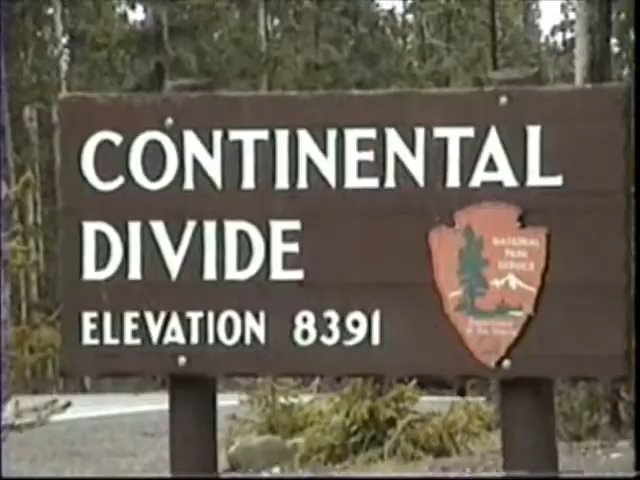 CONTINENTAL
DIVIDE
ELEVATION 8391
NATIONAL
PARK
SERVICE